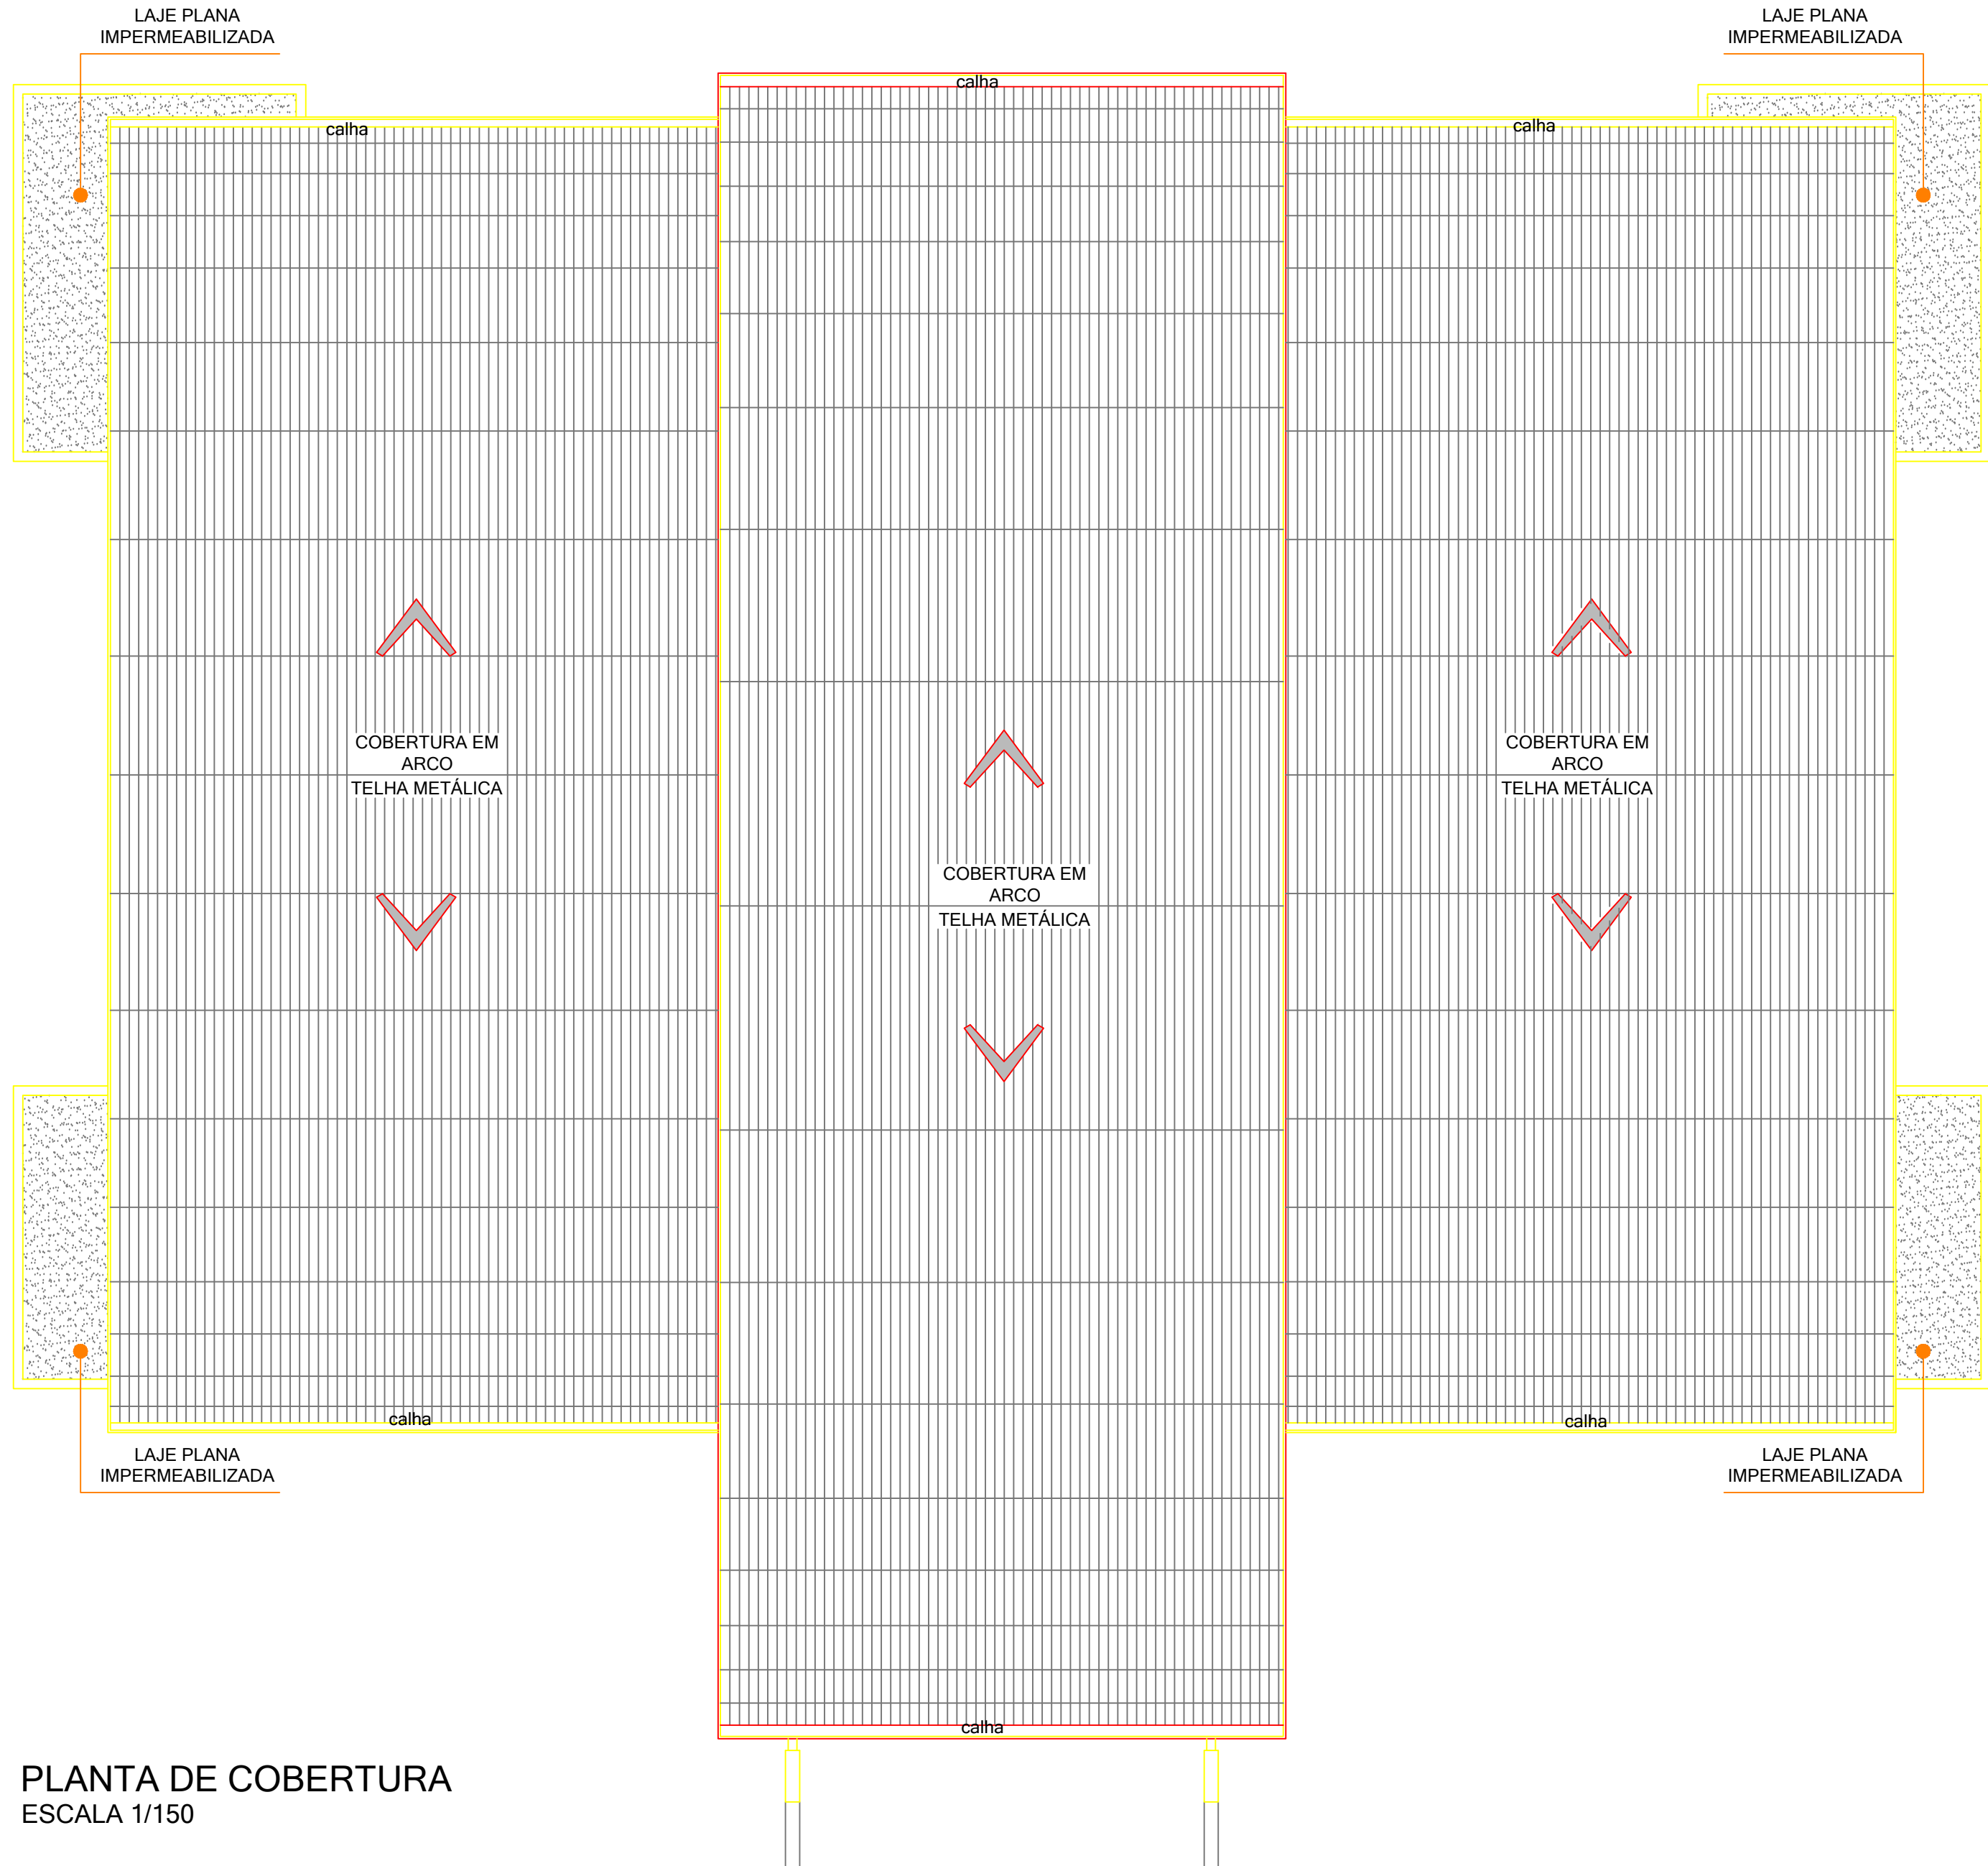 LAJE PLANA
IMPERMEABILIZADA
LAJE PLANA
IMPERMEABILIZADA
calha
calha
calha
COBERTURA EM
ARCO
TELHA METÁLICA
COBERTURA EM
ARCO
TELHA METÁLICA
COBERTURA EM
ARCO
TELHA METÁLICA
calha
calha
LAJE PLANA
IMPERMEABILIZADA
LAJE PLANA
IMPERMEABILIZADA
calha
PLANTA DE COBERTURA
ESCALA 1/150